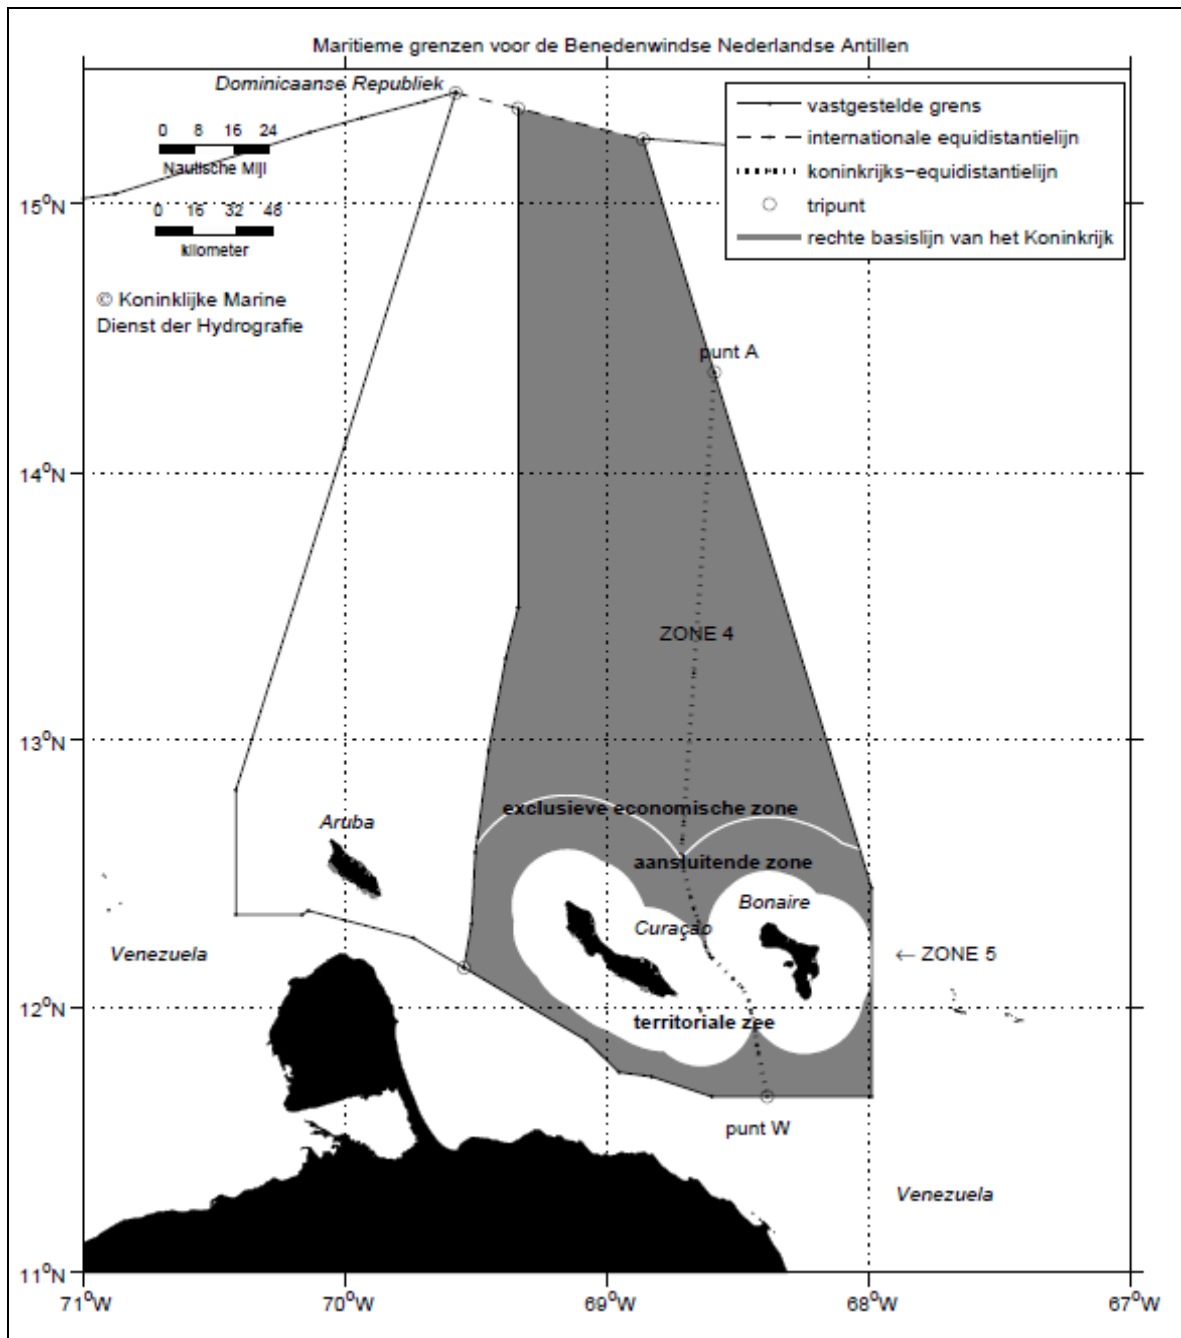 Maritieme grenzen voor de Benedenwindse Nederlandse Antillen
Dominicaanse Republiek
0 8 16 24
Nautische Mijl
0 16 32 48
kilometer
© Koninklijke Marine
Dienst der Hydrografie
vastgestelde grens
internationale equidistantielijn
koninkrijks-equidistantielijn
tripunt
rechte basislijn van het Koninkrijk
15°N
punt A
14°N
ZONE 4
13°N
exclusieve economische zone
Aruba
aansluitende zone
Bonaire
Curaçao
Venezuela
← ZONE 5
12°N
territoriale zee
punt W
Venezuela
11°N
71°W 70°W 69°W 68°W 67°W